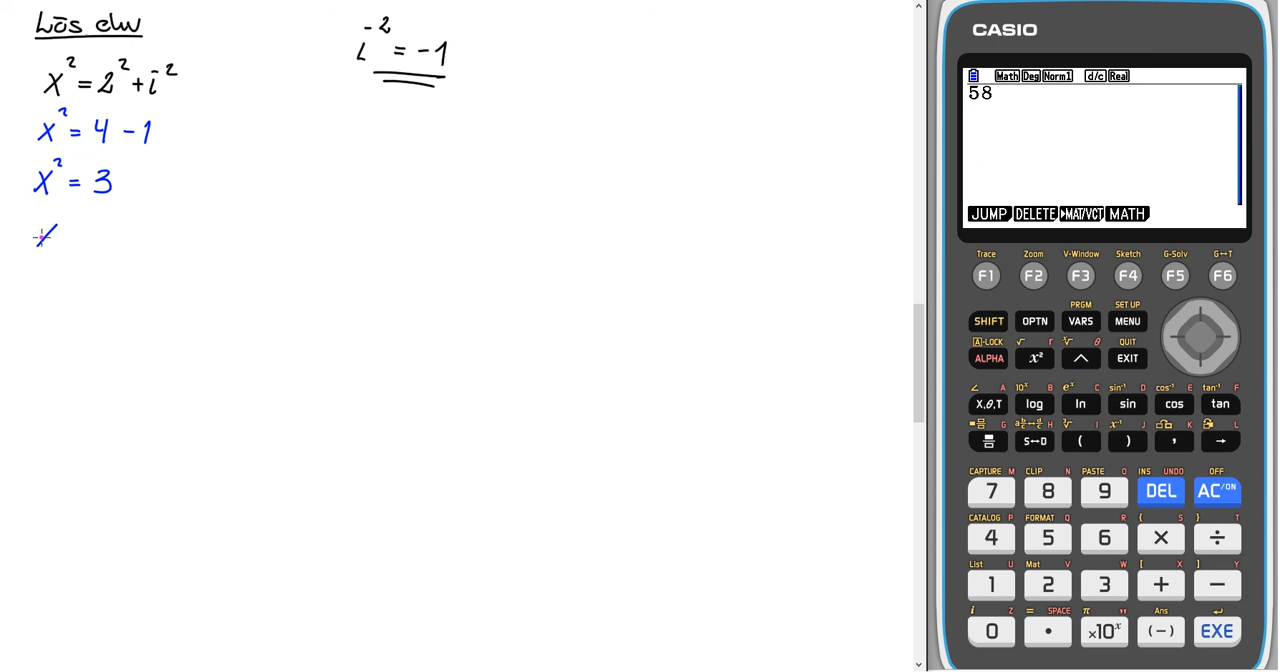 Lös ekv
x² = 2² + i²
x² = 4 - 1
x² = 3
i² = -1
CASIO
Math Deg Norm1 d/c Real
58
JUMP DELETE ▶MAT/VCT MATH
Trace Zoom V-Window Sketch G-Solv G↔T
F1 F2 F3 F4 F5 F6
PRGM SET UP
SHIFT OPTN VARS MENU
A-LOCK √ r ˣ√ θ QUIT
ALPHA x² ^ EXIT
∠ A 10ˣ B eˣ C sin⁻¹ D cos⁻¹ E tan⁻¹ F
X,θ,T log ln sin cos tan
G H ³√ I x⁻¹ J K L
S↔D ( ) , →
CAPTURE M CLIP N PASTE O INS UNDO OFF
7 8 9 DEL AC/ON
CATALOG P FORMAT Q R { S } T
4 5 6 × ÷
List U Mat V W [ X ] Y
1 2 3 + −
i Z = SPACE π " Ans ↵
0 • ×10ˣ (−) EXE